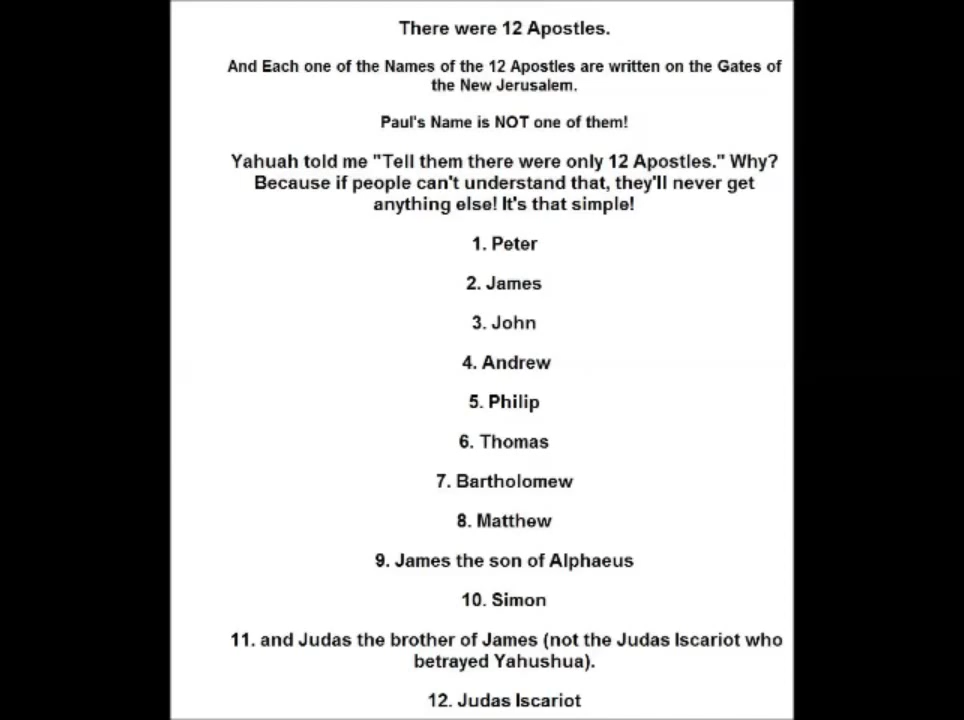 There were 12 Apostles.
And Each one of the Names of the 12 Apostles are written on the Gates of
the New Jerusalem.
Paul's Name is NOT one of them!
Yahuah told me "Tell them there were only 12 Apostles." Why?
Because if people can't understand that, they'll never get
anything else! It's that simple!
1. Peter
2. James
3. John
4. Andrew
5. Philip
6. Thomas
7. Bartholomew
8. Matthew
9. James the son of Alphaeus
10. Simon
11. and Judas the brother of James (not the Judas Iscariot who
betrayed Yahushua).
12. Judas Iscariot